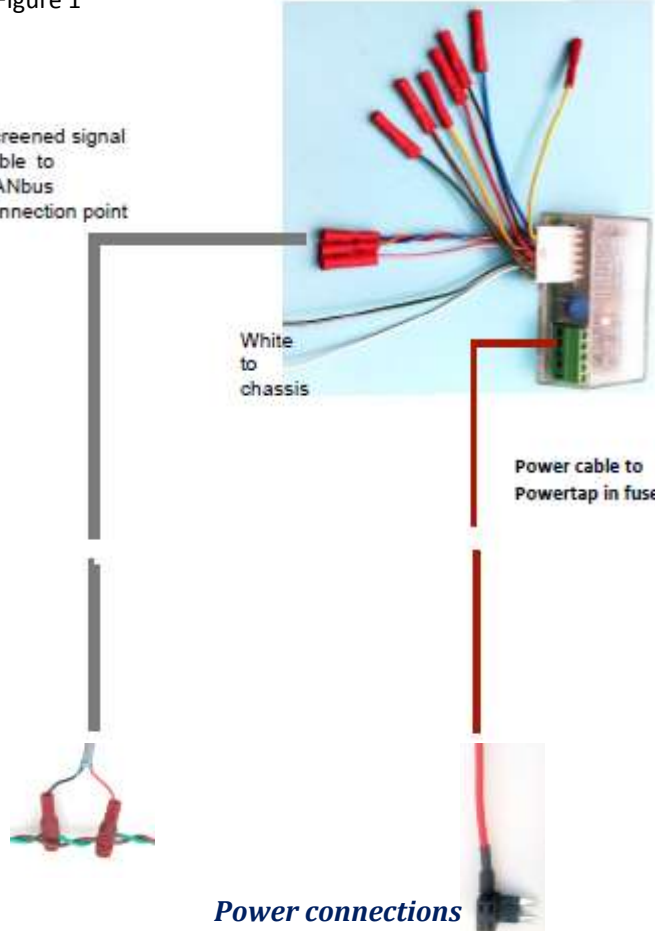 Figure 1
creened signal
ble to
ANbus
nnection point
White
to
chassis
Power cable to
Powertap in fuse
Power connections